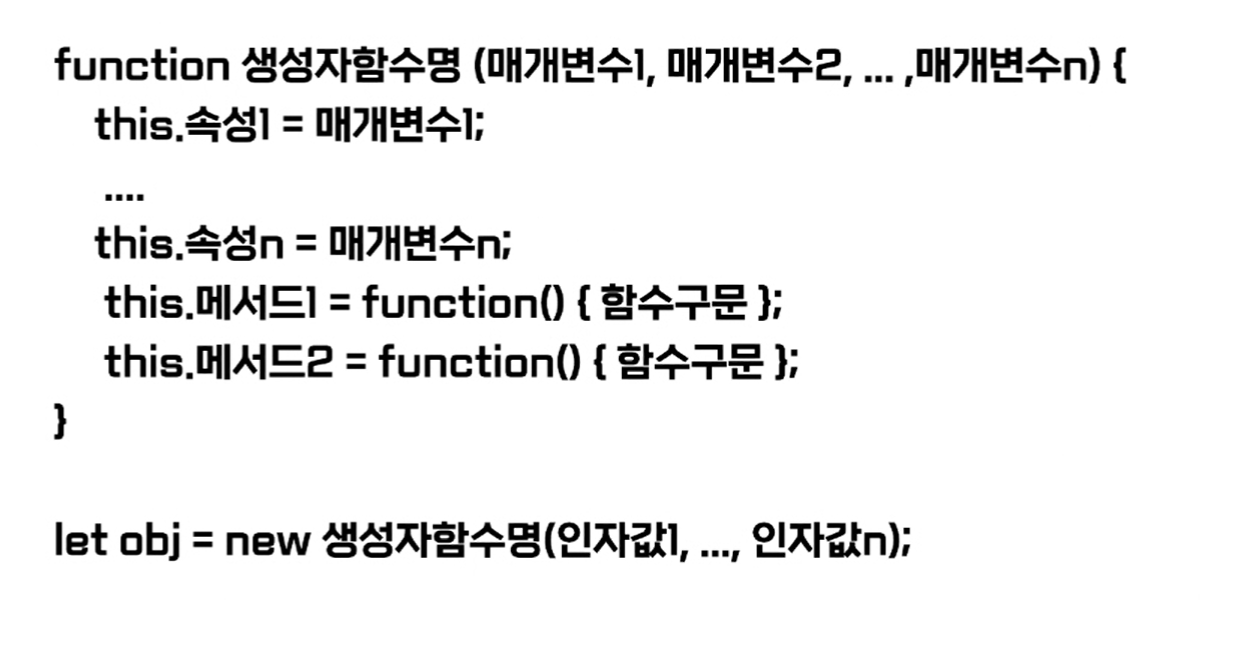 function 생성자함수명 (매개변수1, 매개변수2, ... ,매개변수n) {
this.속성1 = 매개변수1;
....
this.속성n = 매개변수n;
this.메서드1 = function() { 함수구문 };
this.메서드2 = function() { 함수구문 };
}
let obj = new 생성자함수명(인자값1, ..., 인자값n);